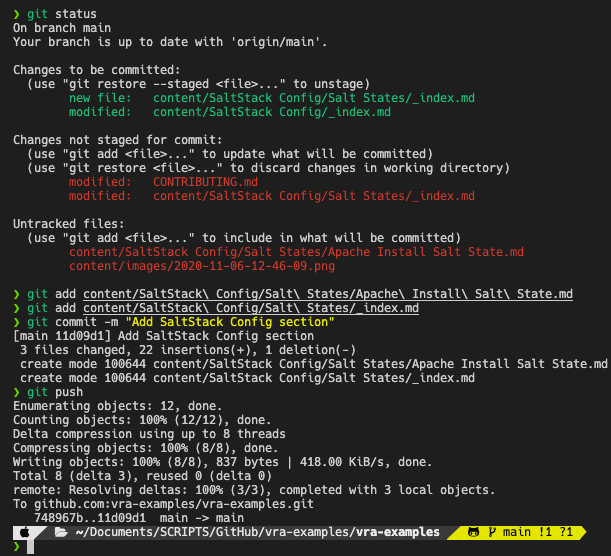 ❯ git status
On branch main
Your branch is up to date with 'origin/main'.

Changes to be committed:
  (use "git restore --staged <file>..." to unstage)
        new file:   content/SaltStack Config/Salt States/_index.md
        modified:   content/SaltStack Config/_index.md

Changes not staged for commit:
  (use "git add <file>..." to update what will be committed)
  (use "git restore <file>..." to discard changes in working directory)
        modified:   CONTRIBUTING.md
        modified:   content/SaltStack Config/Salt States/_index.md

Untracked files:
  (use "git add <file>..." to include in what will be committed)
        content/SaltStack Config/Salt States/Apache Install Salt State.md
        content/images/2020-11-06-12-46-09.png

❯ git add content/SaltStack\ Config/Salt\ States/Apache\ Install\ Salt\ State.md
❯ git add content/SaltStack\ Config/Salt\ States/_index.md
❯ git commit -m "Add SaltStack Config section"
[main 11d09d1] Add SaltStack Config section
 3 files changed, 22 insertions(+), 1 deletion(-)
 create mode 100644 content/SaltStack Config/Salt States/Apache Install Salt State.md
 create mode 100644 content/SaltStack Config/Salt States/_index.md
❯ git push
Enumerating objects: 12, done.
Counting objects: 100% (12/12), done.
Delta compression using up to 8 threads
Compressing objects: 100% (8/8), done.
Writing objects: 100% (8/8), 837 bytes | 418.00 KiB/s, done.
Total 8 (delta 3), reused 0 (delta 0)
remote: Resolving deltas: 100% (3/3), completed with 3 local objects.
To github.com:vra-examples/vra-examples.git
   748967b..11d09d1  main -> main
~/Documents/SCRIPTS/GitHub/vra-examples/vra-examples main !1 ?1
❯